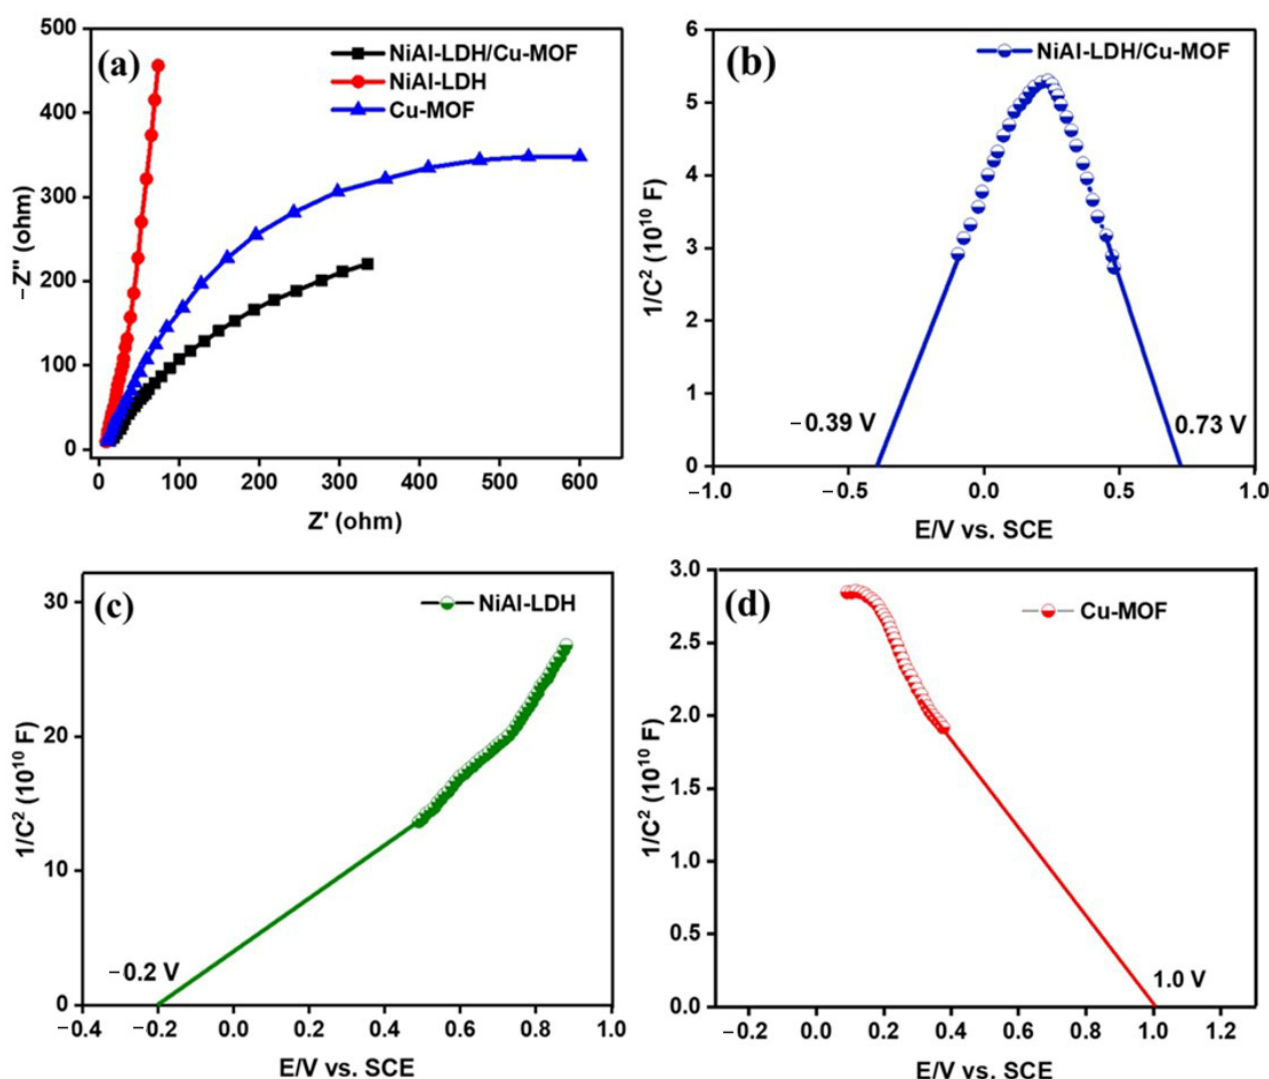 (a)
NiAl-LDH/Cu-MOF
NiAl-LDH
Cu-MOF
500
400
300
200
100
0
−Z'' (ohm)
0 100 200 300 400 500 600
Z' (ohm)
(b)
NiAl-LDH/Cu-MOF
6
5
4
3
2
1
0
1/C² (10¹⁰ F)
−0.39 V
0.73 V
−1.0 −0.5 0.0 0.5 1.0
E/V vs. SCE
(c)
NiAl-LDH
30
20
10
0
1/C² (10¹⁰ F)
−0.2 V
−0.4 −0.2 0.0 0.2 0.4 0.6 0.8 1.0
E/V vs. SCE
(d)
Cu-MOF
3.0
2.5
2.0
1.5
1.0
0.5
0.0
1/C² (10¹⁰ F)
1.0 V
−0.2 0.0 0.2 0.4 0.6 0.8 1.0 1.2
E/V vs. SCE